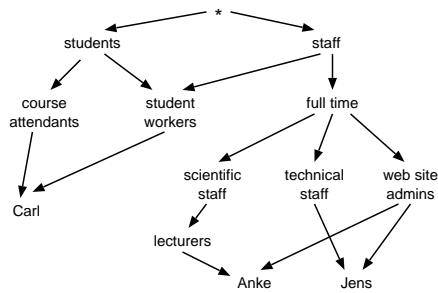 *
students
staff
course
attendants
student
workers
full time
scientific
staff
technical
staff
web site
admins
Carl
lecturers
Anke
Jens